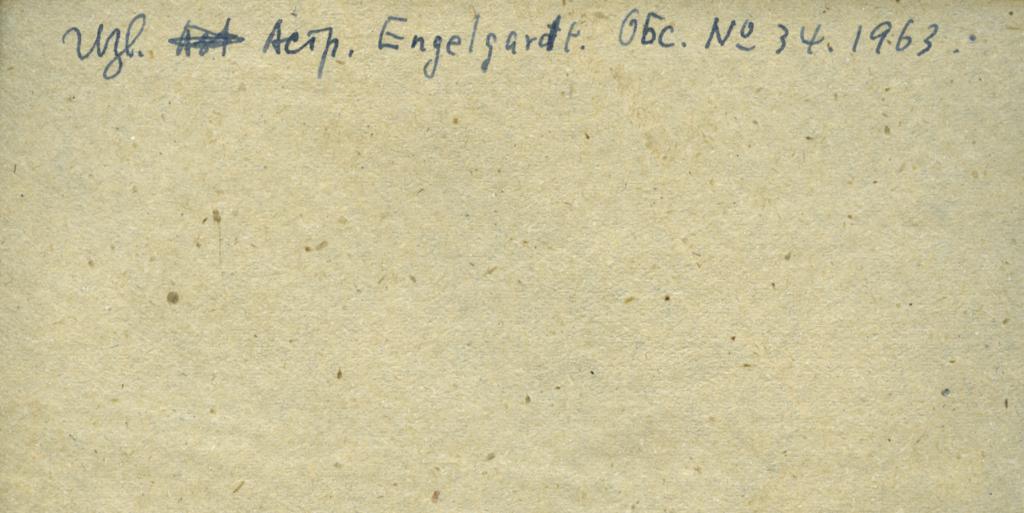 Изв. Астр. Engelgardt. Обс. № 34. 1963.